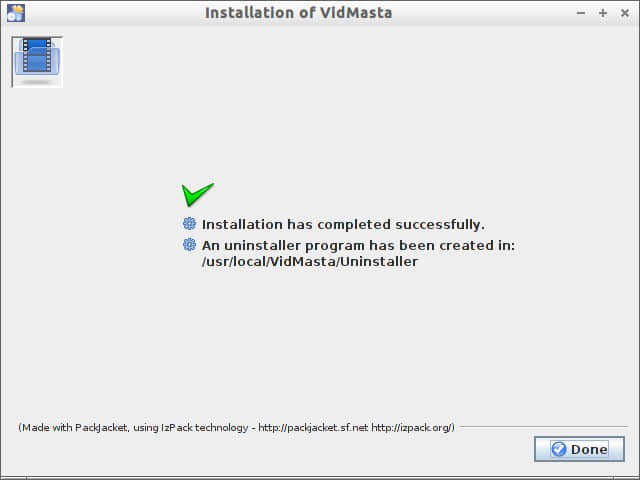 Installation of VidMasta
Installation has completed successfully.
An uninstaller program has been created in:
/usr/local/VidMasta/Uninstaller
(Made with PackJacket, using IzPack technology - http://packjacket.sf.net http://izpack.org/)
Done